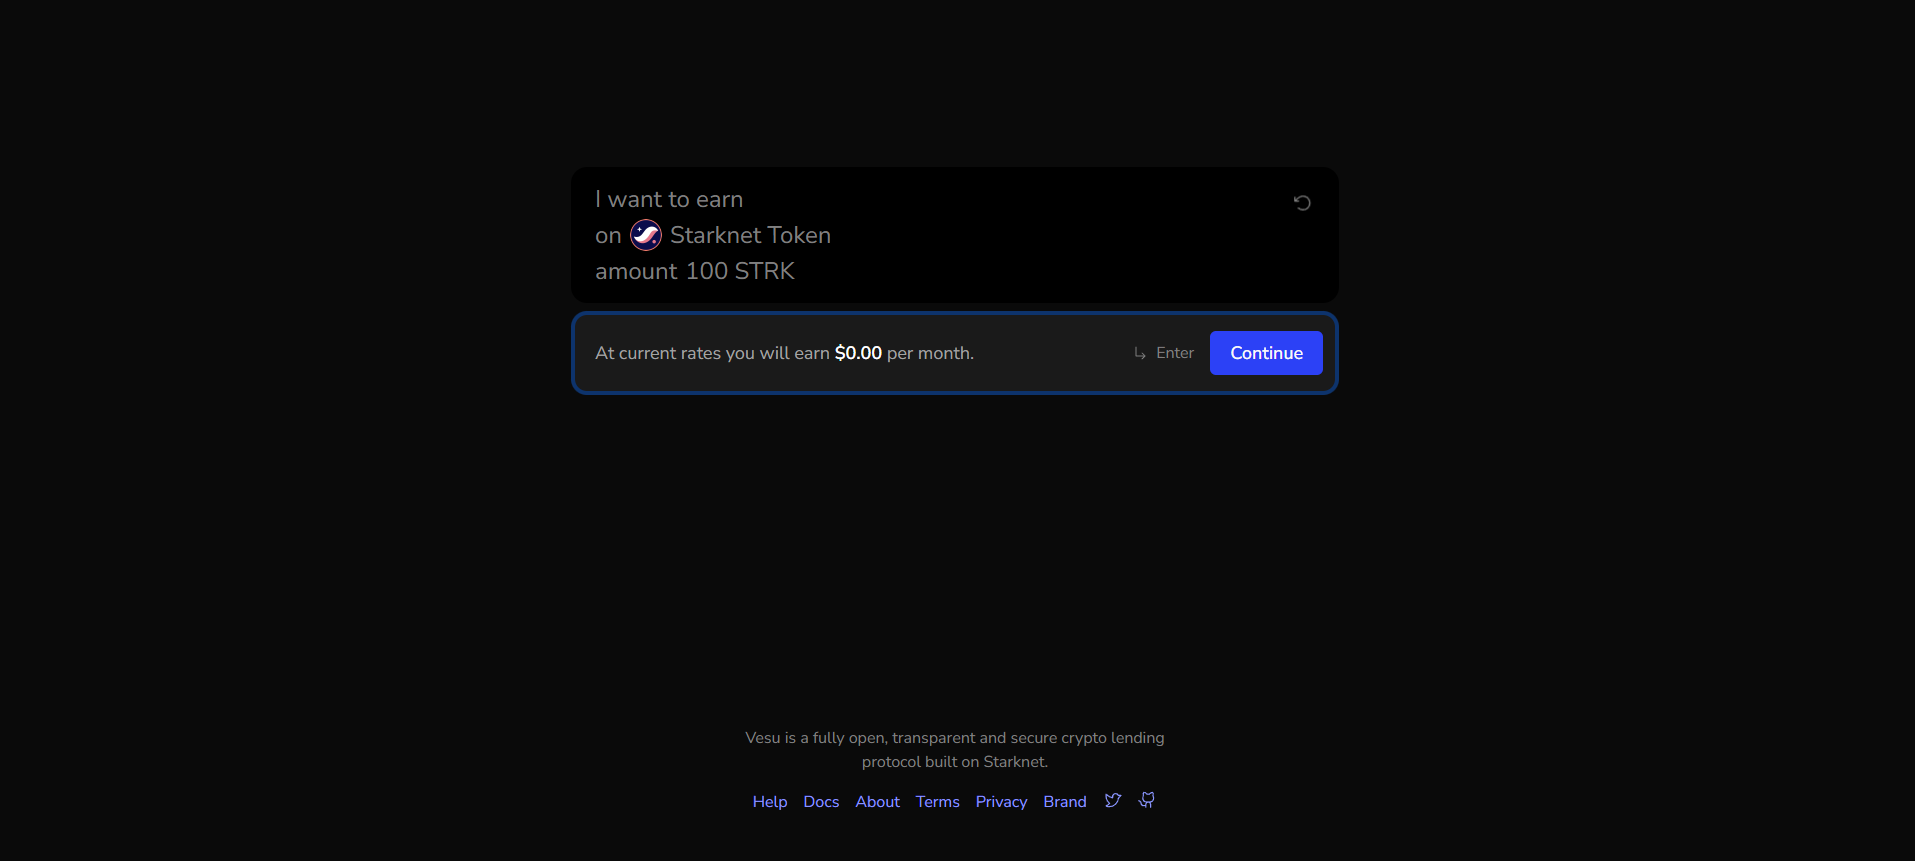 I want to earn
on Starknet Token
amount 100 STRK
At current rates you will earn $0.00 per month.
Enter
Continue
Vesu is a fully open, transparent and secure crypto lending
protocol built on Starknet.
Help Docs About Terms Privacy Brand